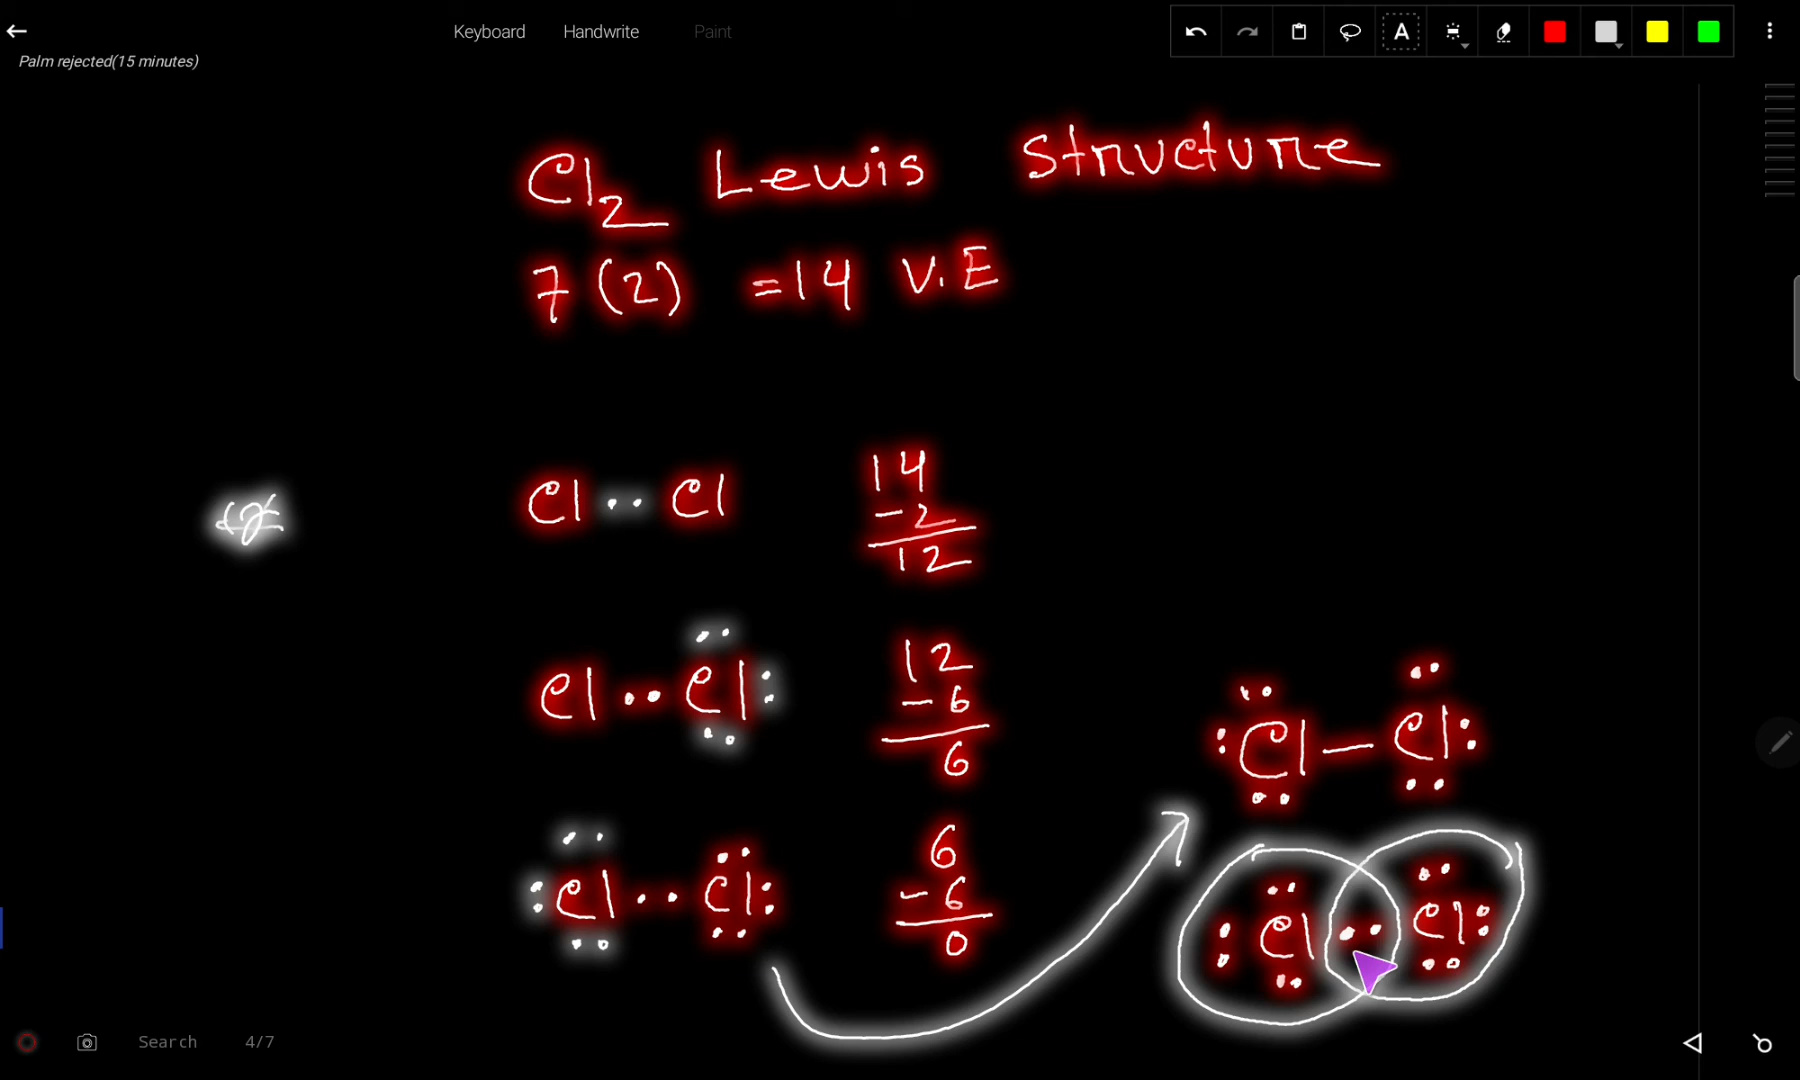 Keyboard Handwrite Paint
A
Palm rejected(15 minutes)
Cl2 Lewis Structure
7 (2) =14 V.E
Cl·· Cl
14
-2
12
Cl··Cl:
12
-6
6
:Cl··Cl:
6
-6
0
:Cl-Cl:
:Cl··Cl:
Search 4/7